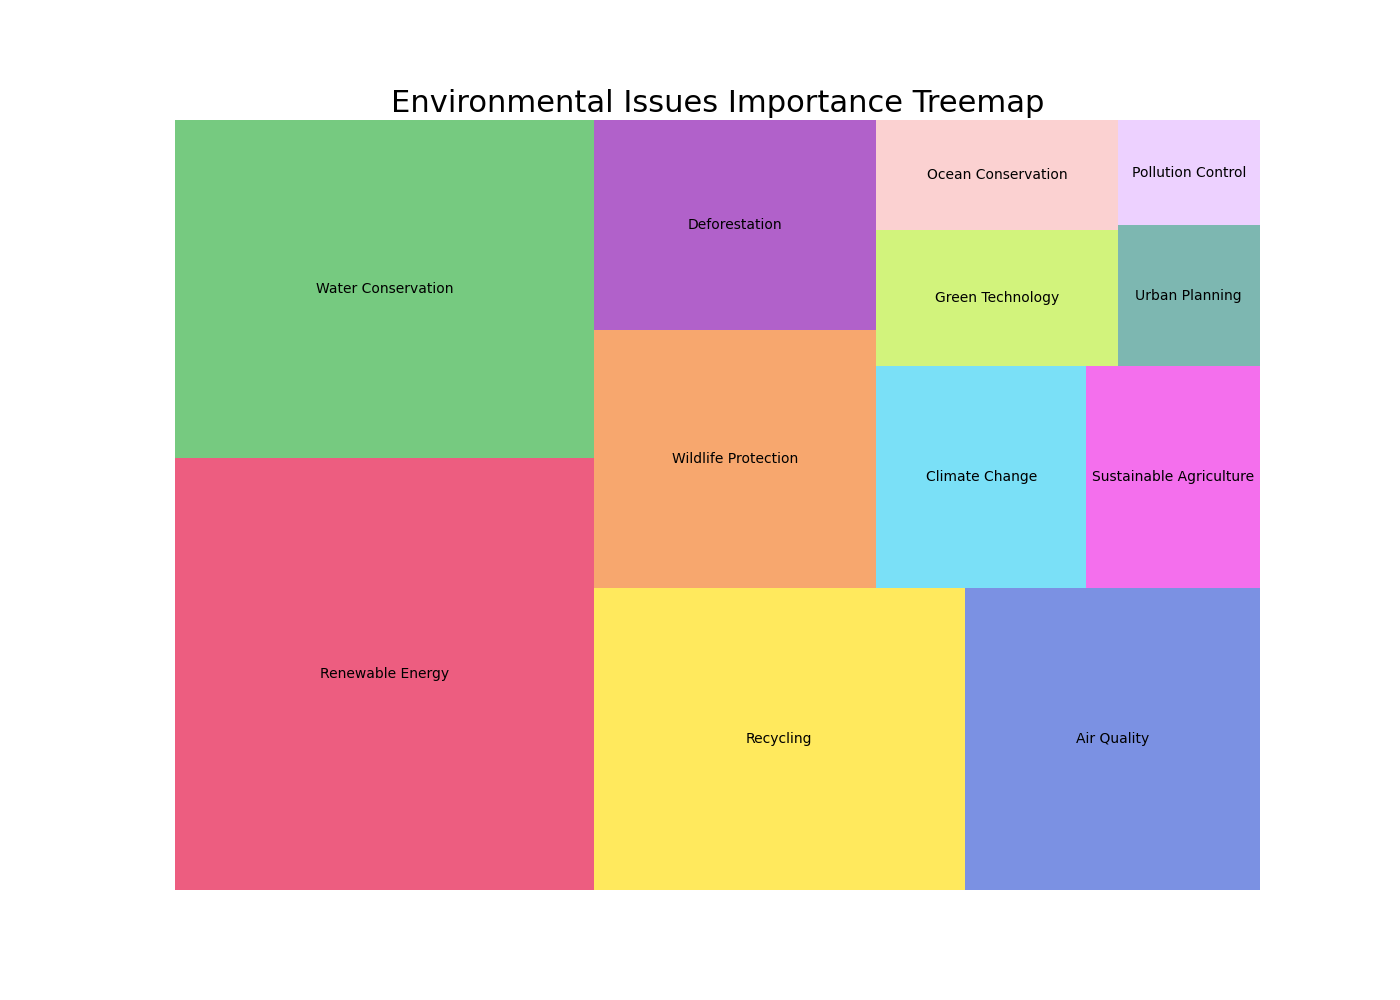 Environmental Issues Importance Treemap
Water Conservation
Renewable Energy
Deforestation
Wildlife Protection
Recycling
Air Quality
Ocean Conservation
Green Technology
Climate Change
Sustainable Agriculture
Pollution Control
Urban Planning